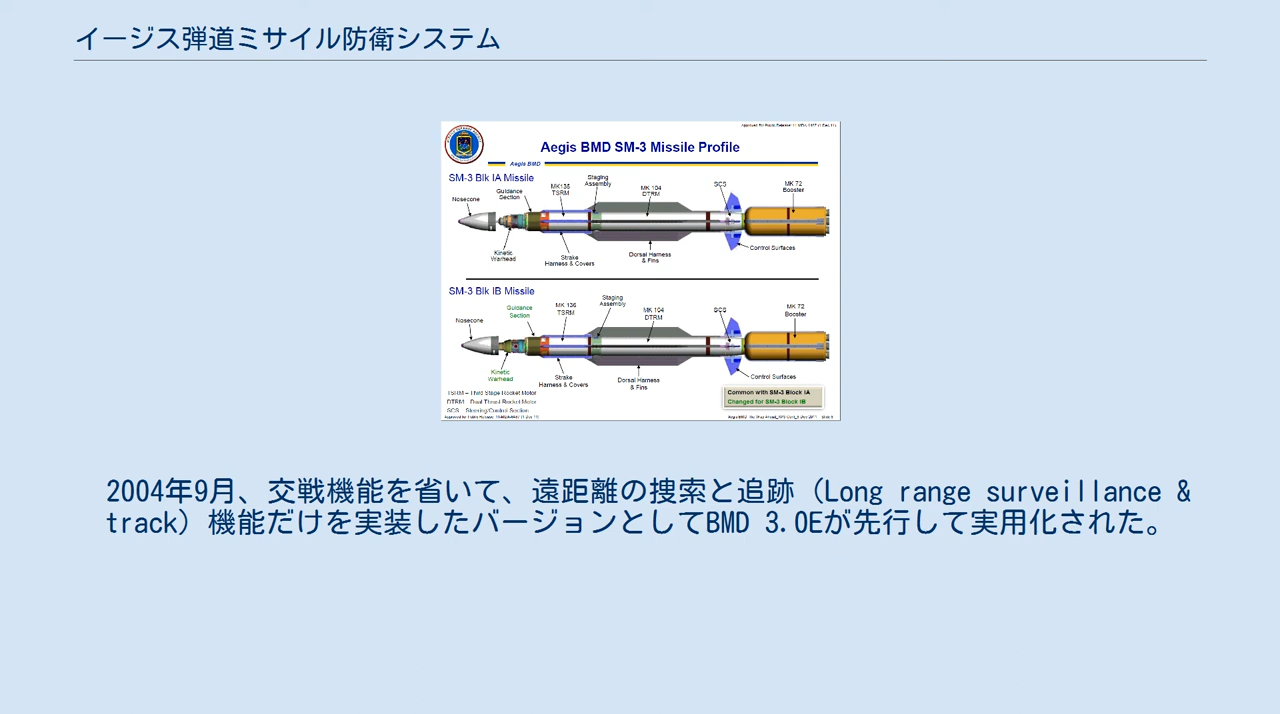 イージス弾道ミサイル防衛システム
Aegis BMD SM-3 Missile Profile
Aegis BMD
SM-3 Blk IA Missile
Nosecone
Guidance
Section
MK136
TSRM
Staging
Assembly
MK 104
DTRM
SCS
MK 72
Booster
Kinetic
Warhead
Strake
Harness & Covers
Dorsal Harness
& Fins
Control Surfaces
SM-3 Blk IB Missile
Nosecone
Guidance
Section
MK 136
TSRM
Staging
Assembly
MK 104
DTRM
SCS
MK 72
Booster
Kinetic
Warhead
Strake
Harness & Covers
Dorsal Harness
& Fins
Control Surfaces
TSRM – Third Stage Rocket Motor
DTRM Dual Thrust Rocket Motor
SCS Steering/Control Section
Common with SM-3 Block IA
Changed for SM-3 Block IB
2004年9月、交戦機能を省いて、遠距離の捜索と追跡（Long range surveillance &
track）機能だけを実装したバージョンとしてBMD 3.0Eが先行して実用化された。